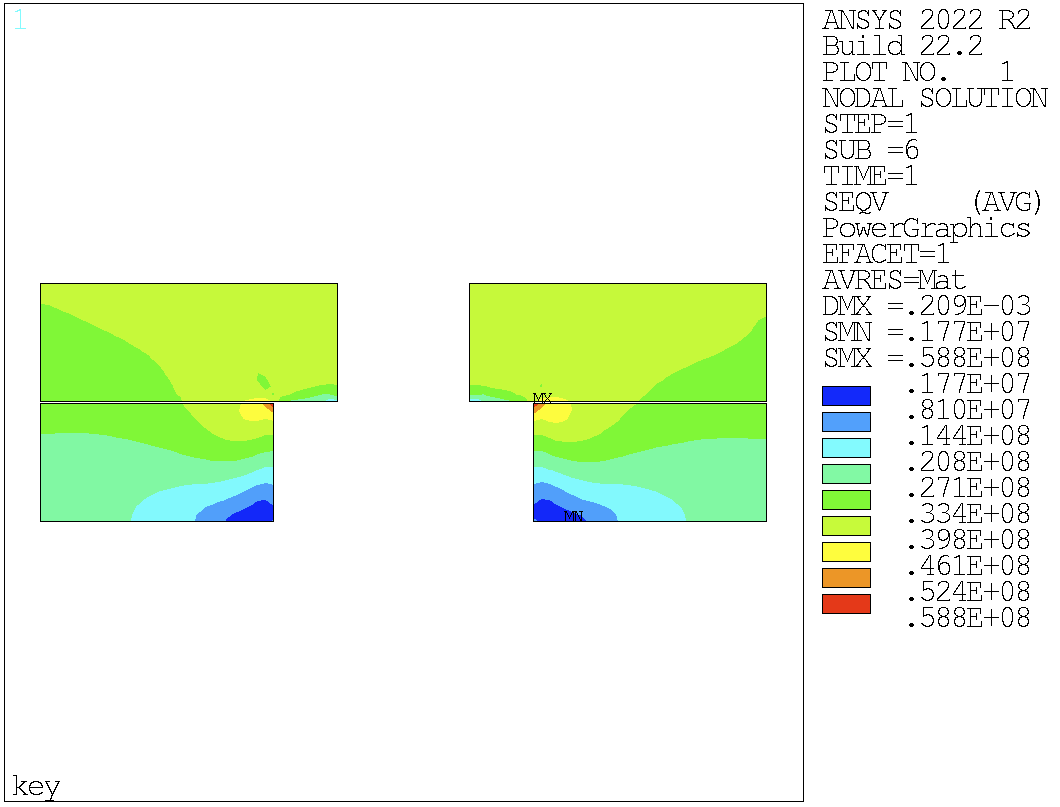 1
ANSYS 2022 R2
Build 22.2
PLOT NO.   1
NODAL SOLUTION
STEP=1
SUB =6
TIME=1
SEQV     (AVG)
PowerGraphics
EFACET=1
AVRES=Mat
DMX =.209E-03
SMN =.177E+07
SMX =.588E+08
.177E+07
.810E+07
.144E+08
.208E+08
.271E+08
.334E+08
.398E+08
.461E+08
.524E+08
.588E+08
MX
MN
key